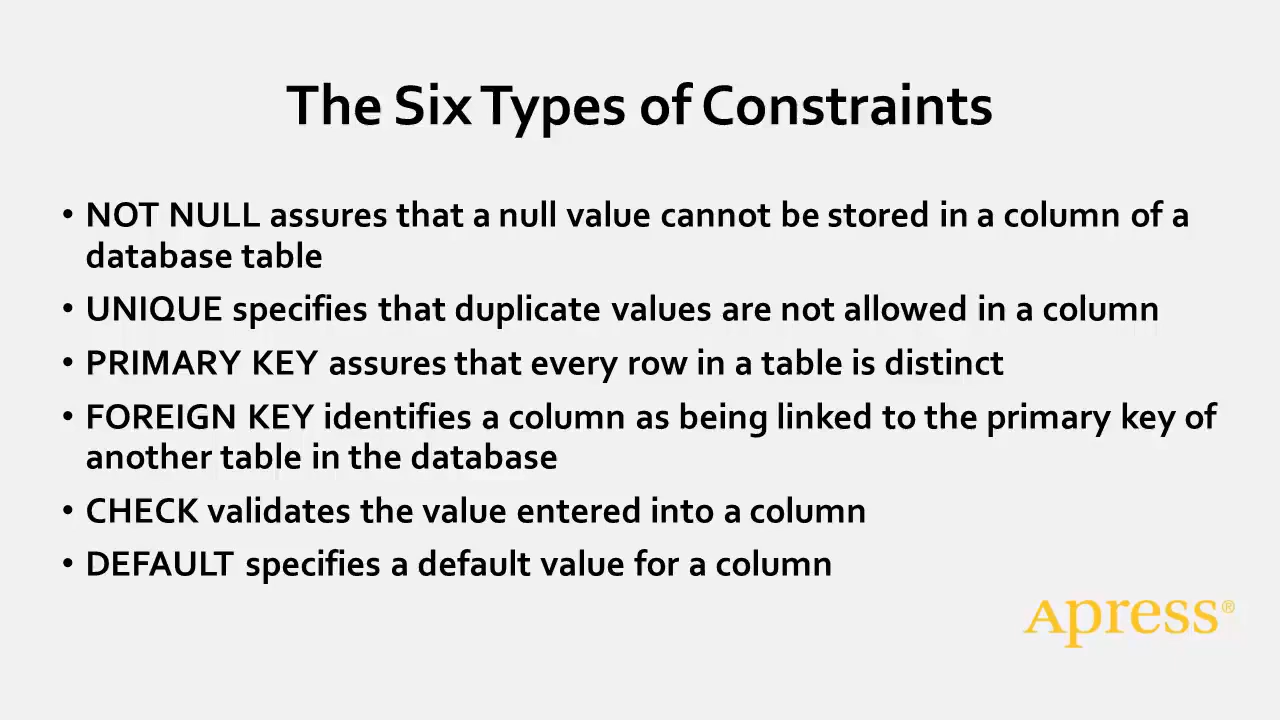 The Six Types of Constraints
• NOT NULL assures that a null value cannot be stored in a column of a
database table
• UNIQUE specifies that duplicate values are not allowed in a column
• PRIMARY KEY assures that every row in a table is distinct
• FOREIGN KEY identifies a column as being linked to the primary key of
another table in the database
• CHECK validates the value entered into a column
• DEFAULT specifies a default value for a column
Apress®